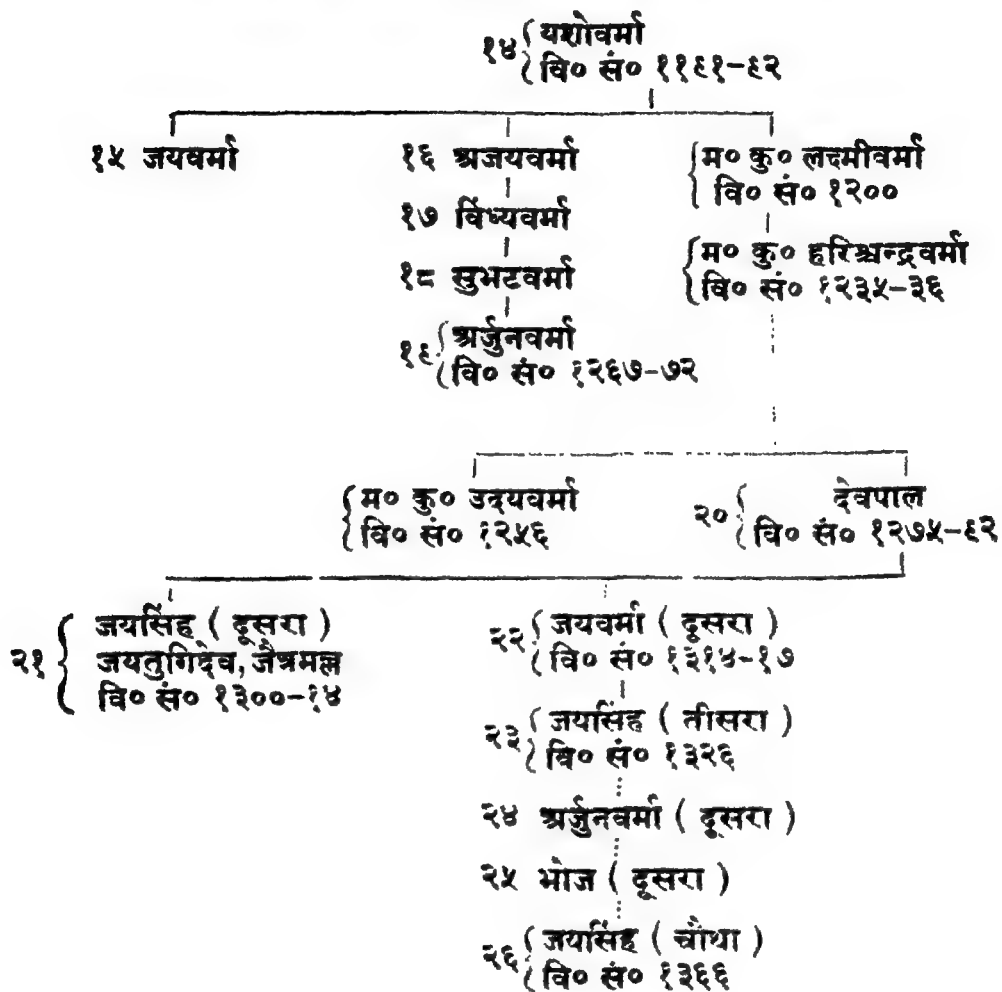 १४ यशोवर्मा
वि० सं० ११९१-९२
१५ जयवर्मा
१६ अजयवर्मा
१७ विंध्यवर्मा
१८ सुभटवर्मा
१९ अर्जुनवर्मा
वि० सं० १२६७-७२
म० कु० लक्ष्मीवर्मा
वि० सं० १२००
म० कु० हरिश्चन्द्रवर्मा
वि० सं० १२३५-३६
म० कु० उदयवर्मा
वि० सं० १२५६
२० देवपाल
वि० सं० १२७५-९२
२१ जयसिंह ( दूसरा )
जयतुगिदेव, जैत्रमल्ल
वि० सं० १३००-१४
२२ जयवर्मा ( दूसरा )
वि० सं० १३१४-१७
२३ जयसिंह ( तीसरा )
वि० सं० १३२६
२४ अर्जुनवर्मा ( दूसरा )
२५ भोज ( दूसरा )
२६ जयसिंह ( चौथा )
वि० सं० १३६६